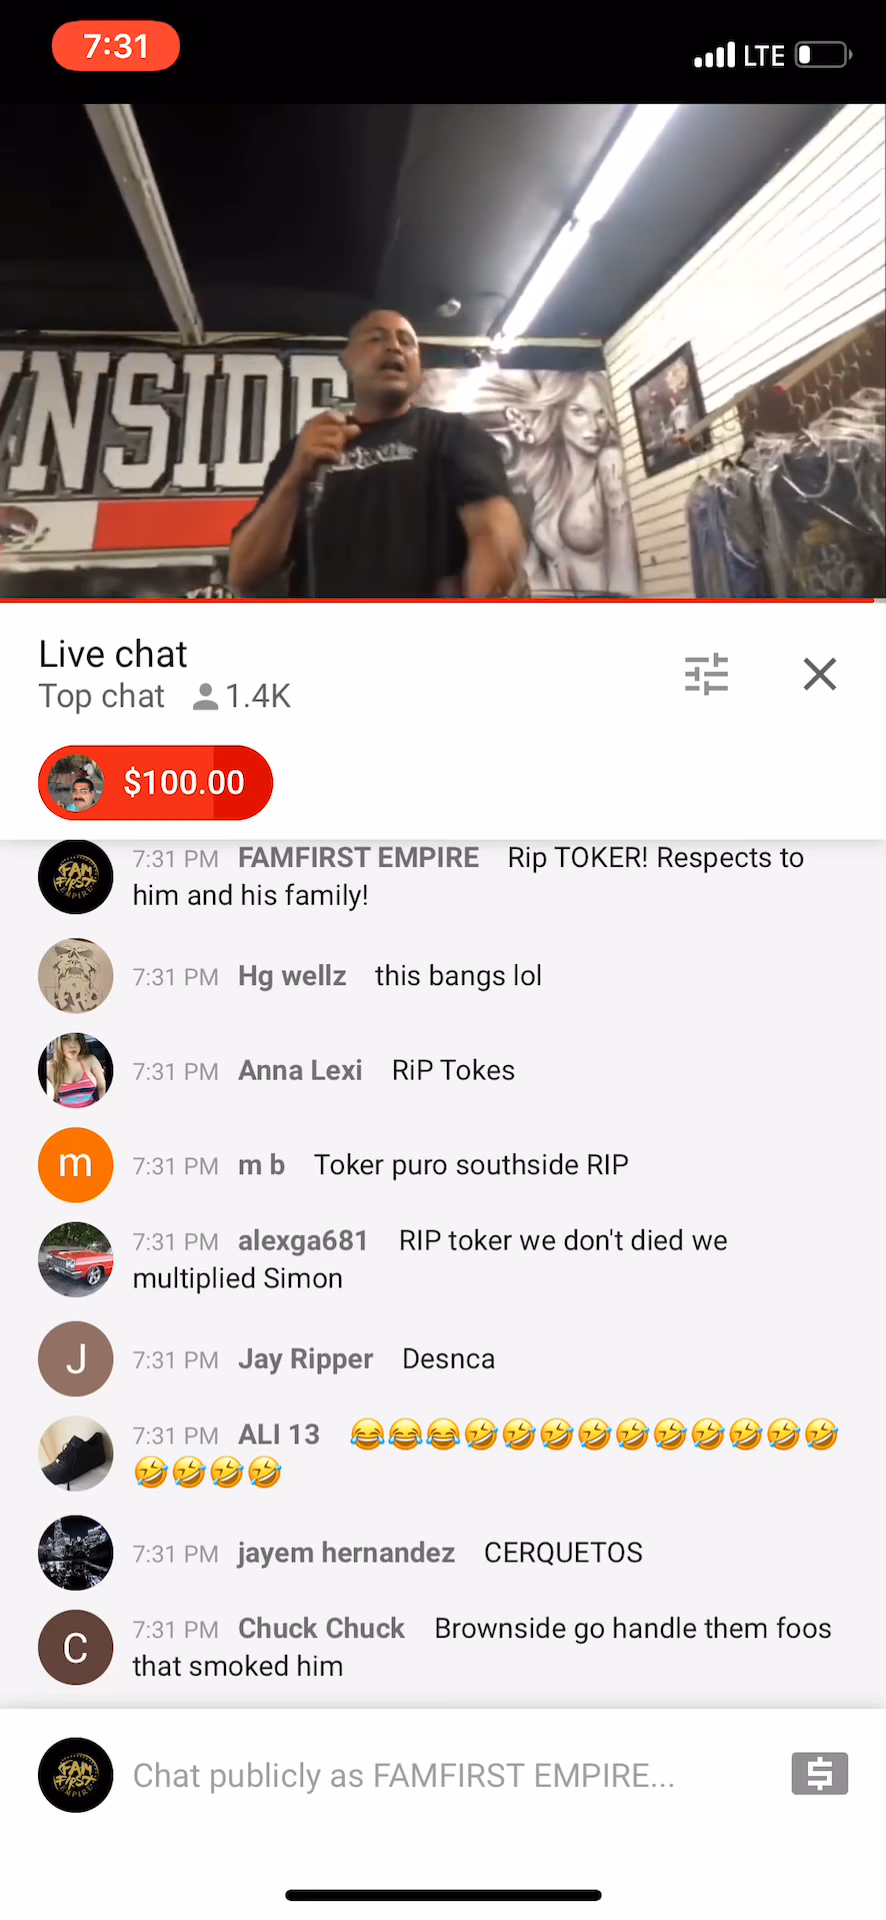 7:31
LTE
NSIDE
Live chat
Top chat 1.4K
$100.00
7:31 PM FAMFIRST EMPIRE Rip TOKER! Respects to
him and his family!
7:31 PM Hg wellz this bangs lol
7:31 PM Anna Lexi RiP Tokes
m
7:31 PM m b Toker puro southside RIP
7:31 PM alexga681 RIP toker we don't died we
multiplied Simon
J
7:31 PM Jay Ripper Desnca
7:31 PM ALI 13 😂😂😂🤣🤣🤣🤣🤣🤣🤣🤣🤣🤣
🤣🤣🤣🤣
7:31 PM jayem hernandez CERQUETOS
C
7:31 PM Chuck Chuck Brownside go handle them foos
that smoked him
FAM
FIRST
EMPIRE
Chat publicly as FAMFIRST EMPIRE...
$